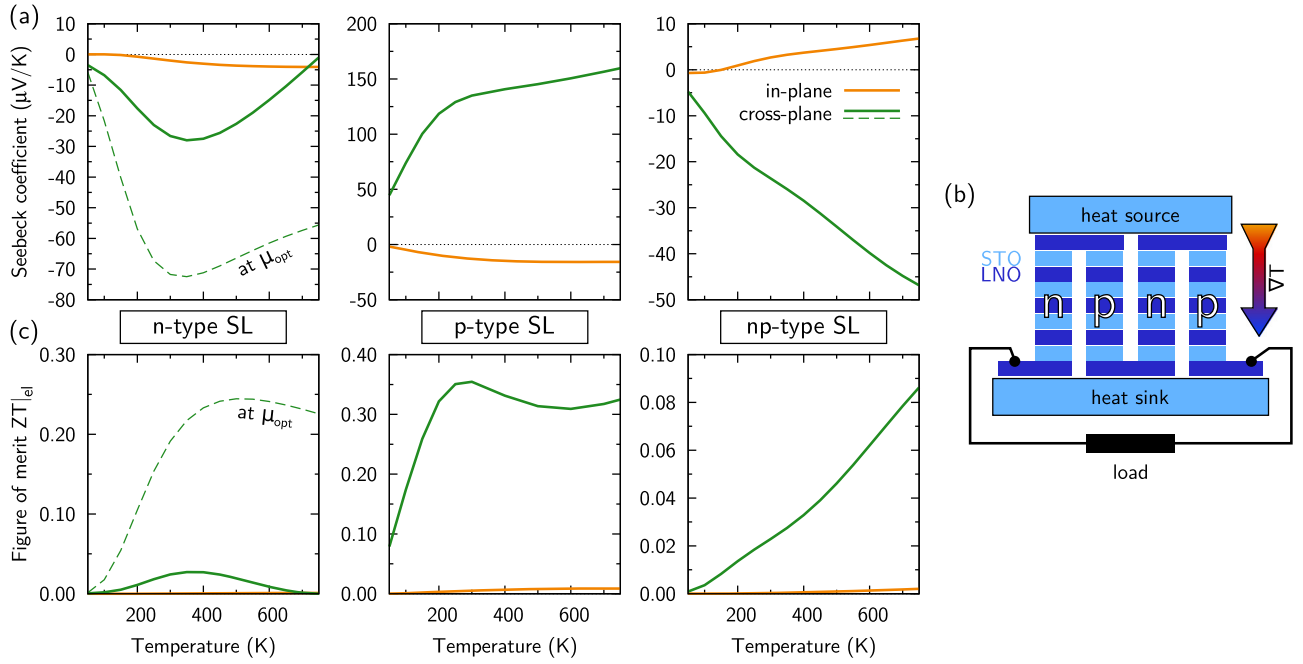 (a)
Seebeck coefficient (μV/K)
10
0
-10
-20
-30
-40
-50
-60
-70
-80
at μopt
200
150
100
50
0
-50
10
0
-10
-20
-30
-40
-50
in-plane
cross-plane
n-type SL
p-type SL
np-type SL
(c)
Figure of merit ZT|el
0.30
0.20
0.10
0.00
at μopt
200
400
600
Temperature (K)
0.40
0.30
0.20
0.10
0.00
200
400
600
Temperature (K)
0.10
0.08
0.06
0.04
0.02
0.00
200
400
600
Temperature (K)
(b)
heat source
STO
LNO
n p n p
∇T
heat sink
load